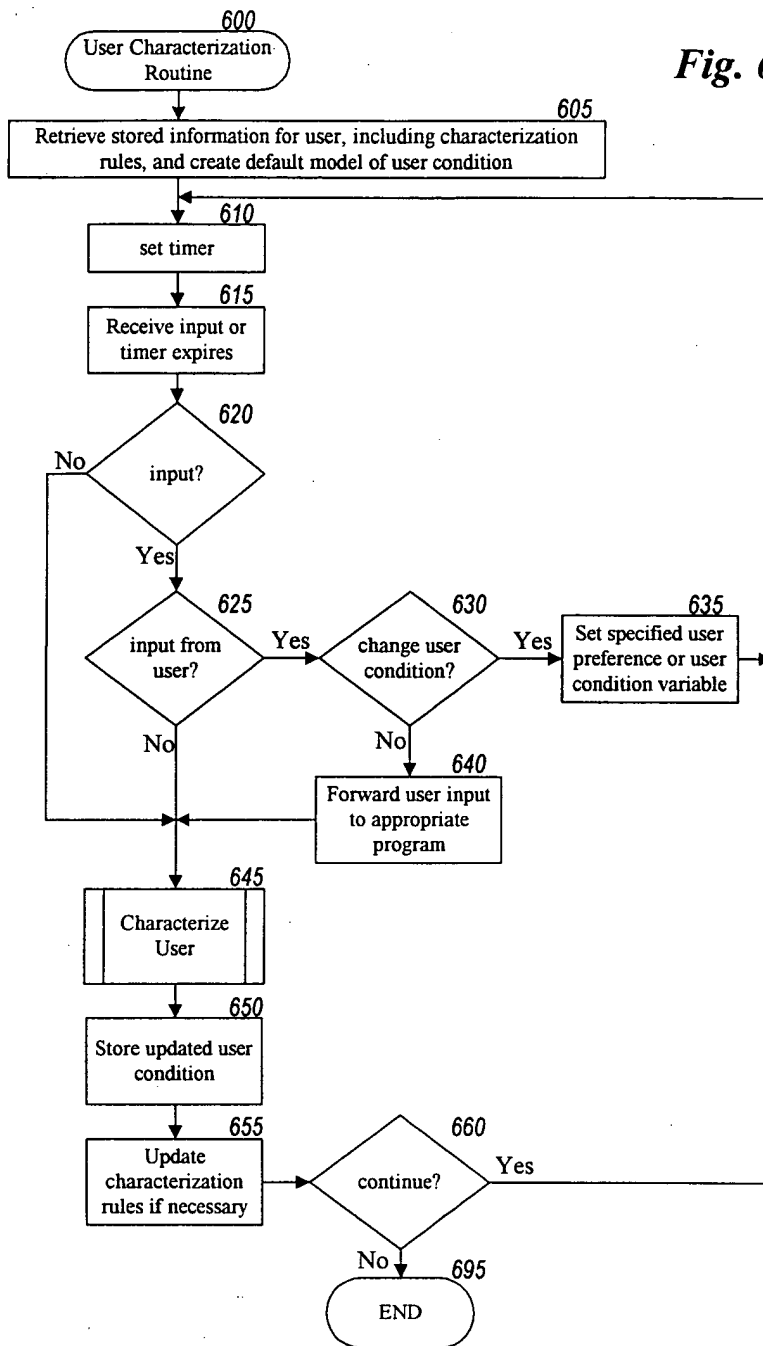 600
User Characterization
Routine
Fig. 6
605
Retrieve stored information for user, including characterization
rules, and create default model of user condition
610
set timer
615
Receive input or
timer expires
620
No
input?
Yes
625
input from
user?
Yes
No
630
change user
condition?
Yes
No
635
Set specified user
preference or user
condition variable
640
Forward user input
to appropriate
program
645
Characterize
User
650
Store updated user
condition
655
Update
characterization
rules if necessary
660
continue?
Yes
No
695
END